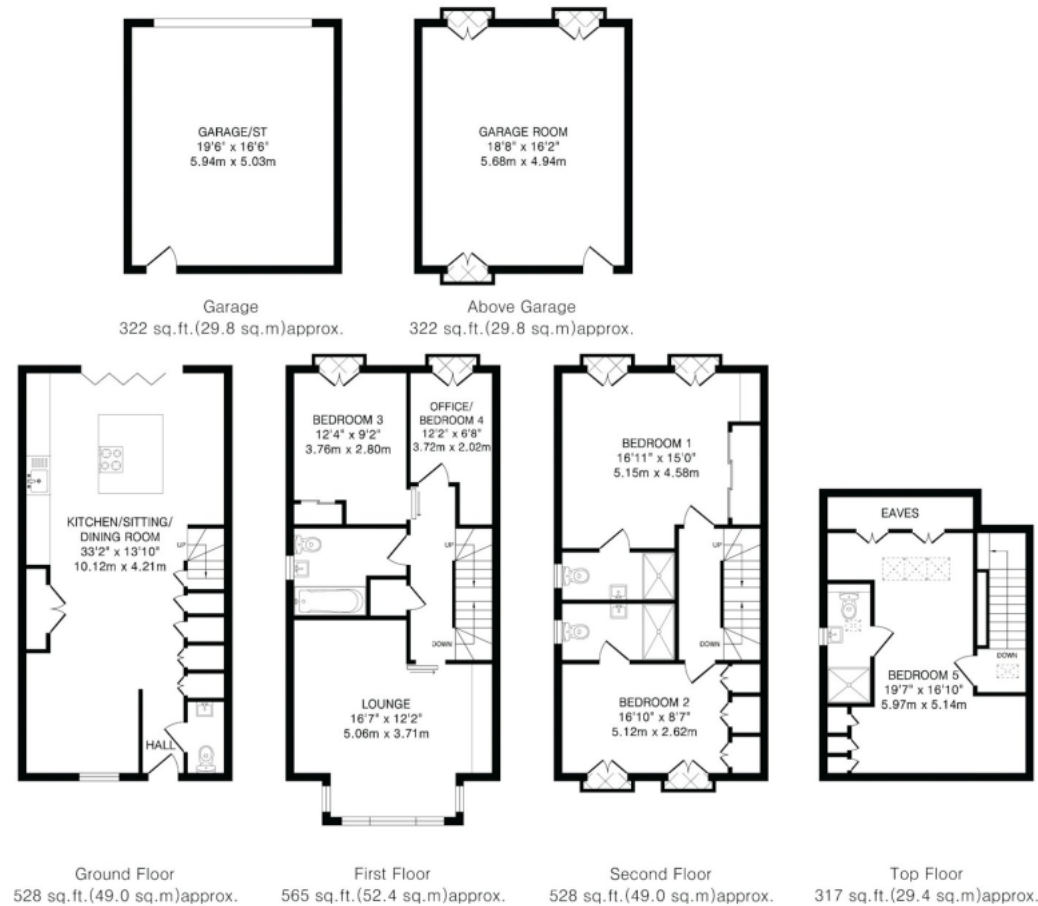 GARAGE/ST
19'6" x 16'6"
5.94m x 5.03m
GARAGE ROOM
18'8" x 16'2"
5.68m x 4.94m
Garage
322 sq.ft.(29.8 sq.m)approx.
Above Garage
322 sq.ft.(29.8 sq.m)approx.
KITCHEN/SITTING/
DINING ROOM
33'2" x 13'10"
10.12m x 4.21m
UP
HALL
BEDROOM 3
12'4" x 9'2"
3.76m x 2.80m
OFFICE/
BEDROOM 4
12'2" x 6'8"
3.72m x 2.02m
UP
DOWN
LOUNGE
16'7" x 12'2"
5.06m x 3.71m
BEDROOM 1
16'11" x 15'0"
5.15m x 4.58m
UP
DOWN
BEDROOM 2
16'10" x 8'7"
5.12m x 2.62m
EAVES
DOWN
BEDROOM 5
19'7" x 16'10"
5.97m x 5.14m
Ground Floor
528 sq.ft.(49.0 sq.m)approx.
First Floor
565 sq.ft.(52.4 sq.m)approx.
Second Floor
528 sq.ft.(49.0 sq.m)approx.
Top Floor
317 sq.ft.(29.4 sq.m)approx.